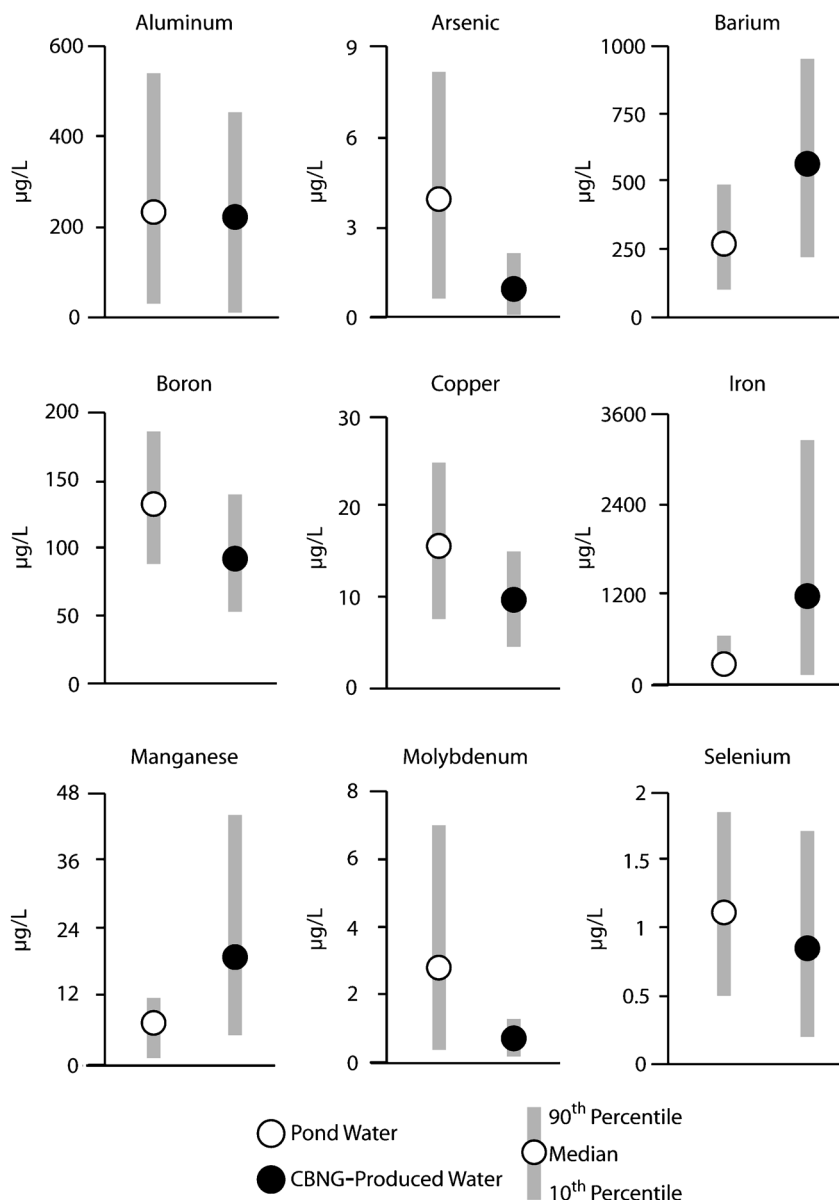 Aluminum
600
400
200
0
µg/L
Arsenic
9
6
3
0
µg/L
Barium
1000
750
500
250
0
µg/L
Boron
200
150
100
50
0
µg/L
Copper
30
20
10
0
µg/L
Iron
3600
2400
1200
0
µg/L
Manganese
48
36
24
12
0
µg/L
Molybdenum
8
6
4
2
0
µg/L
Selenium
2
1.5
1
0.5
0
µg/L
Pond Water
CBNG-Produced Water
90th Percentile
Median
10th Percentile